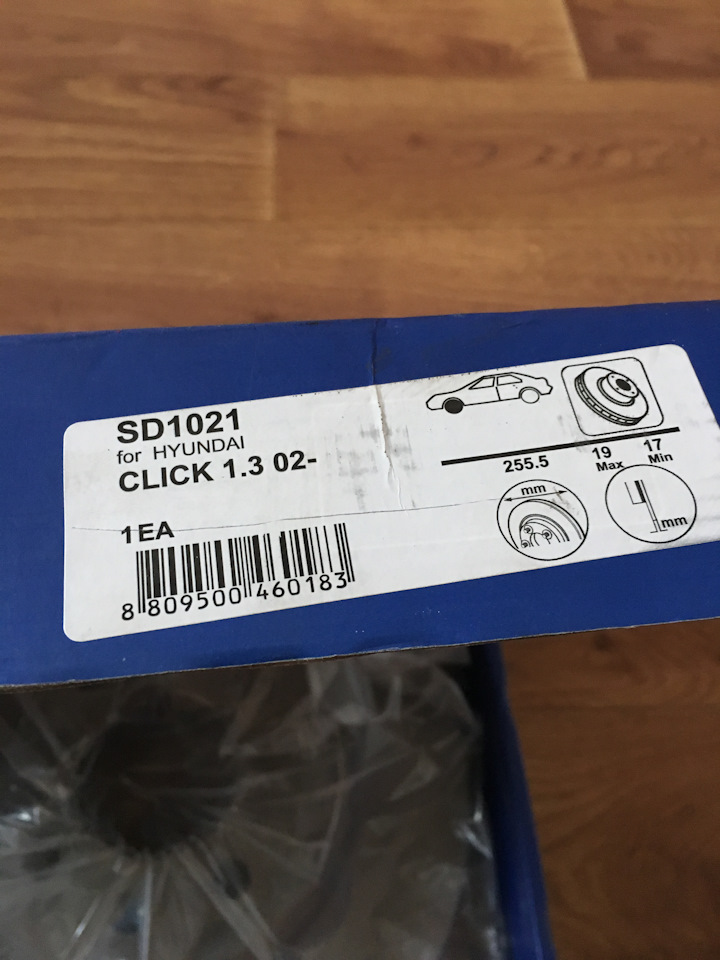 SD1021
for HYUNDAI
CLICK 1.3 02-
1EA
8 809500 460183
255.5
19
Max
17
Min
mm
mm